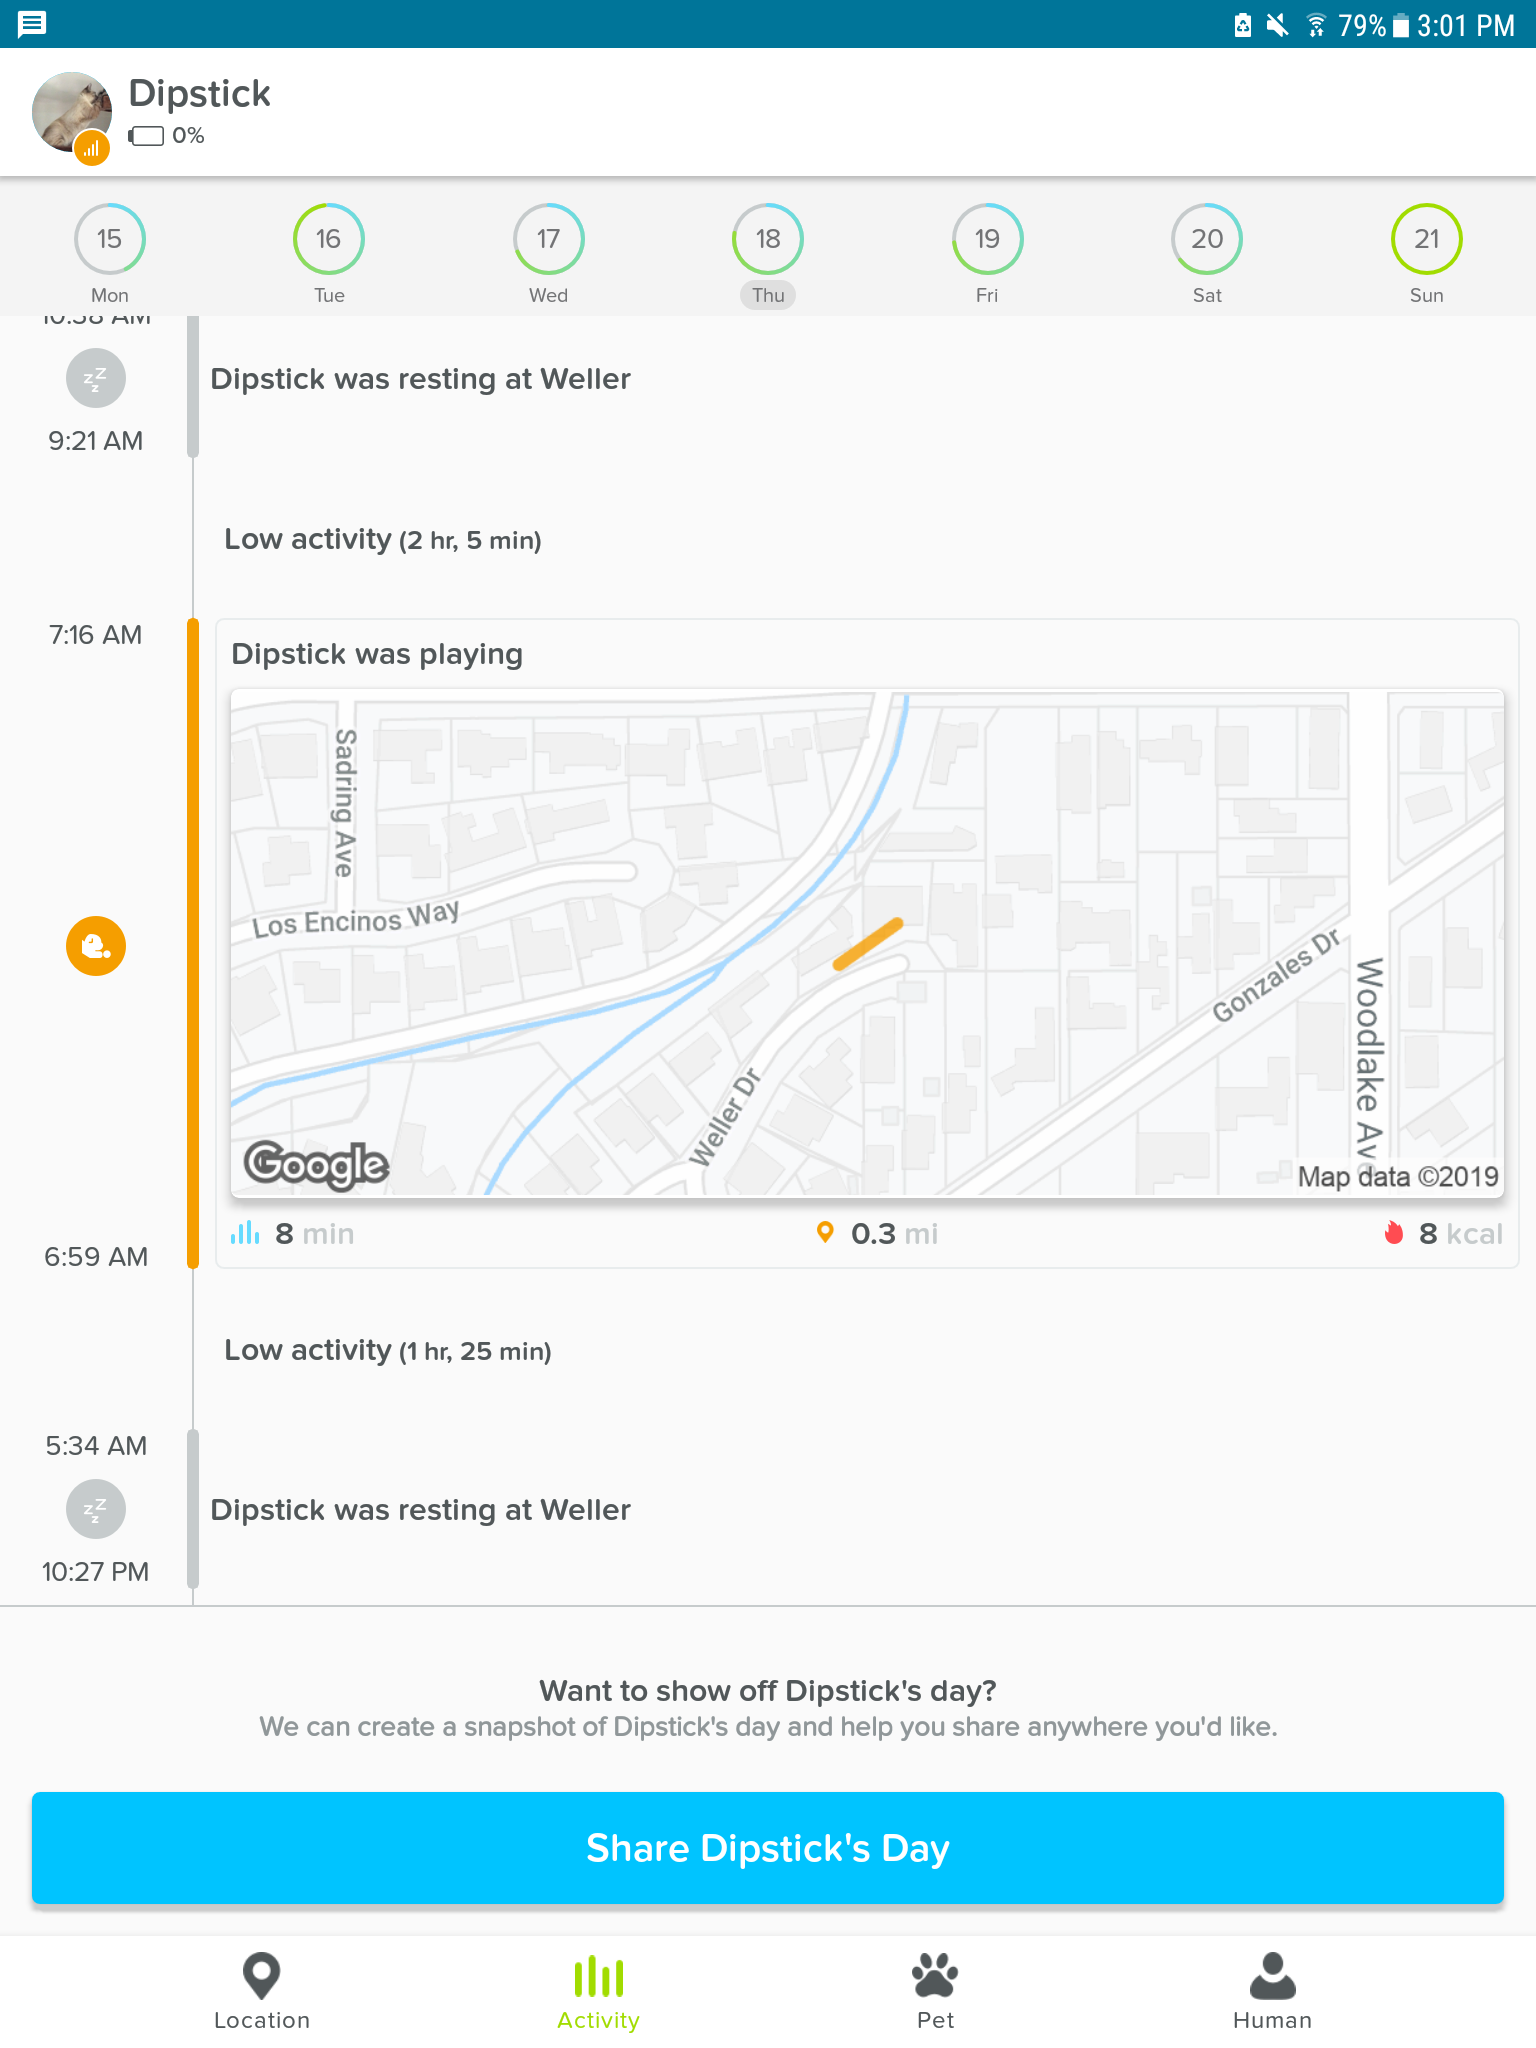 79% 3:01 PM
Dipstick
0%
15 16 17 18 19 20 21
Mon Tue Wed Thu Fri Sat Sun
10:38 AM
Dipstick was resting at Weller
9:21 AM
Low activity (2 hr, 5 min)
7:16 AM
Dipstick was playing
Sadring Ave
Los Encinos Way
Gonzales Dr
Woodlake Ave
Weller Dr
Google
Map data ©2019
8 min 0.3 mi 8 kcal
6:59 AM
Low activity (1 hr, 25 min)
5:34 AM
zzz
Dipstick was resting at Weller
10:27 PM
Want to show off Dipstick's day?
We can create a snapshot of Dipstick's day and help you share anywhere you'd like.
Share Dipstick's Day
Location Activity Pet Human